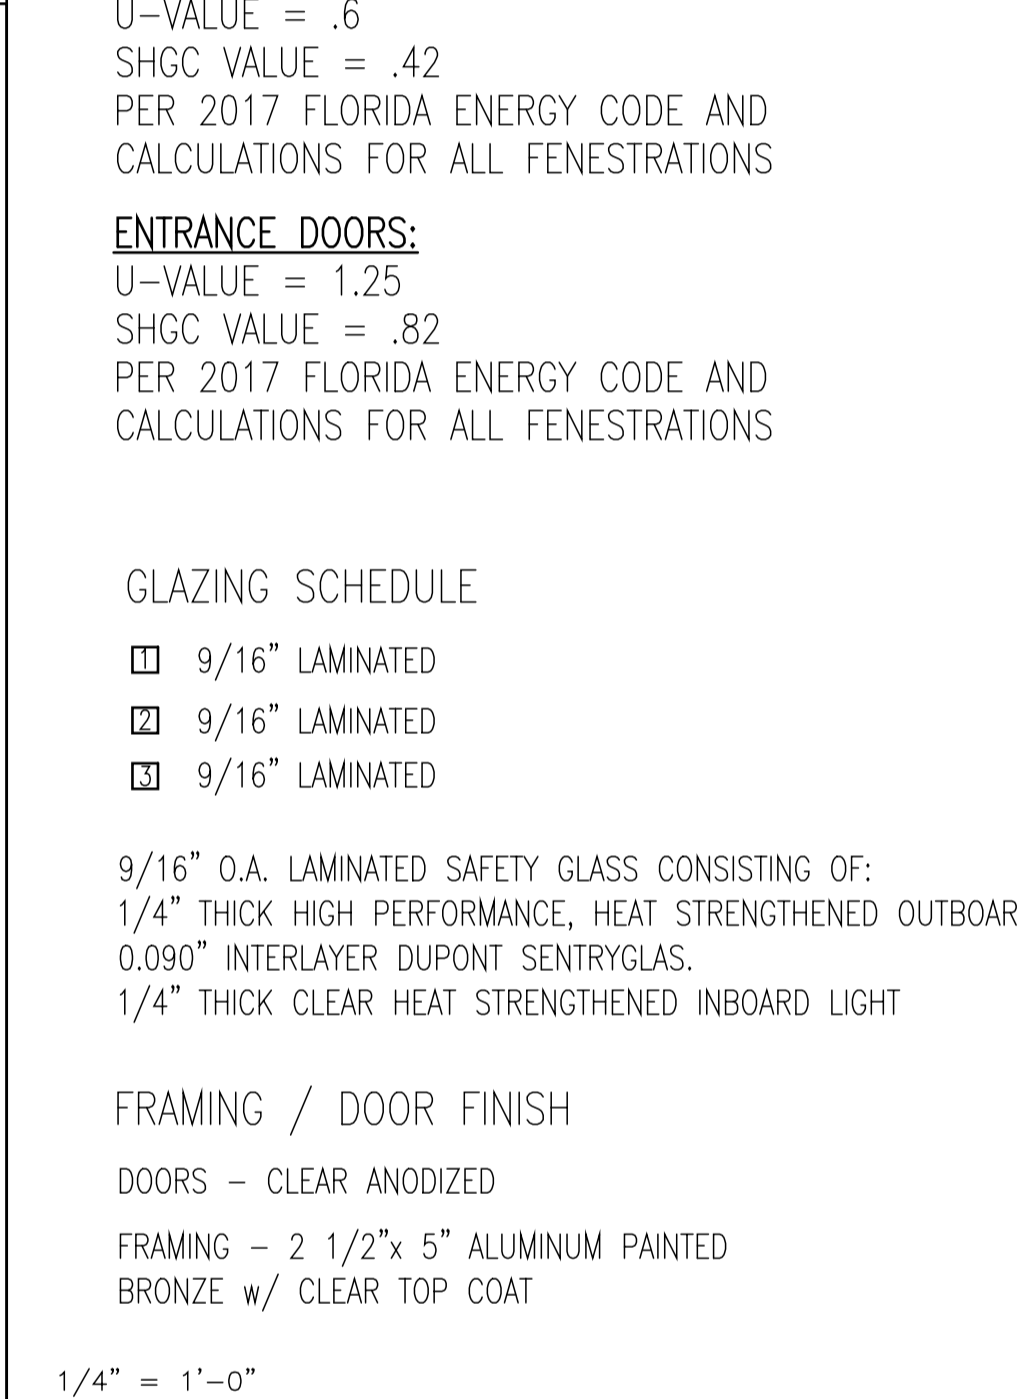 U-VALUE = .6
SHGC VALUE = .42
PER 2017 FLORIDA ENERGY CODE AND
CALCULATIONS FOR ALL FENESTRATIONS
ENTRANCE DOORS:
U-VALUE = 1.25
SHGC VALUE = .82
PER 2017 FLORIDA ENERGY CODE AND
CALCULATIONS FOR ALL FENESTRATIONS
GLAZING SCHEDULE
1 9/16" LAMINATED
2 9/16" LAMINATED
3 9/16" LAMINATED
9/16" O.A. LAMINATED SAFETY GLASS CONSISTING OF:
1/4" THICK HIGH PERFORMANCE, HEAT STRENGTHENED OUTBOAR
0.090" INTERLAYER DUPONT SENTRYGLAS.
1/4" THICK CLEAR HEAT STRENGTHENED INBOARD LIGHT
FRAMING / DOOR FINISH
DOORS - CLEAR ANODIZED
FRAMING - 2 1/2"x 5" ALUMINUM PAINTED
BRONZE w/ CLEAR TOP COAT
1/4" = 1'-0"